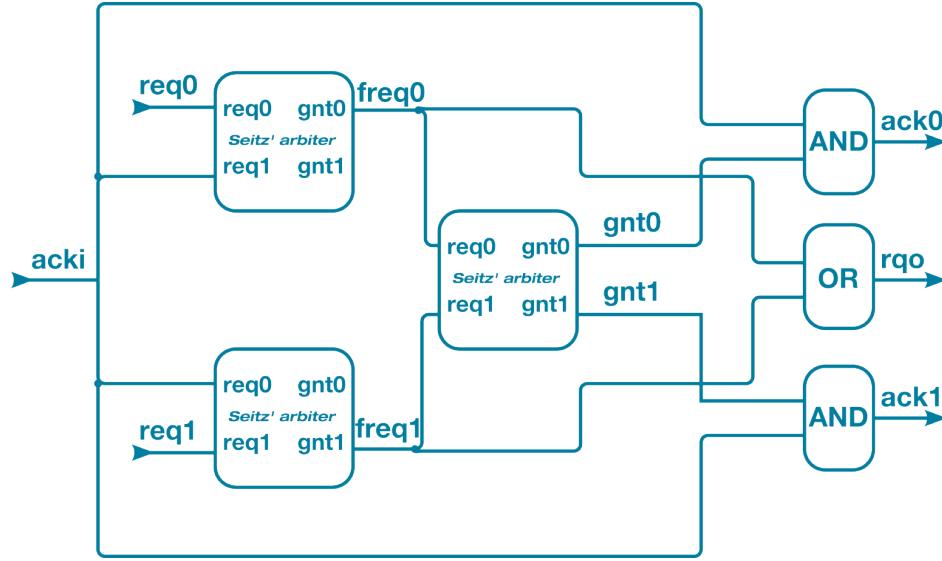 req0
req0 gnt0
Seitz' arbiter
req1 gnt1
freq0
AND
ack0
acki
req0 gnt0
Seitz' arbiter
req1 gnt1
gnt0
gnt1
OR
rqo
req1
req0 gnt0
Seitz' arbiter
req1 gnt1
freq1
AND
ack1